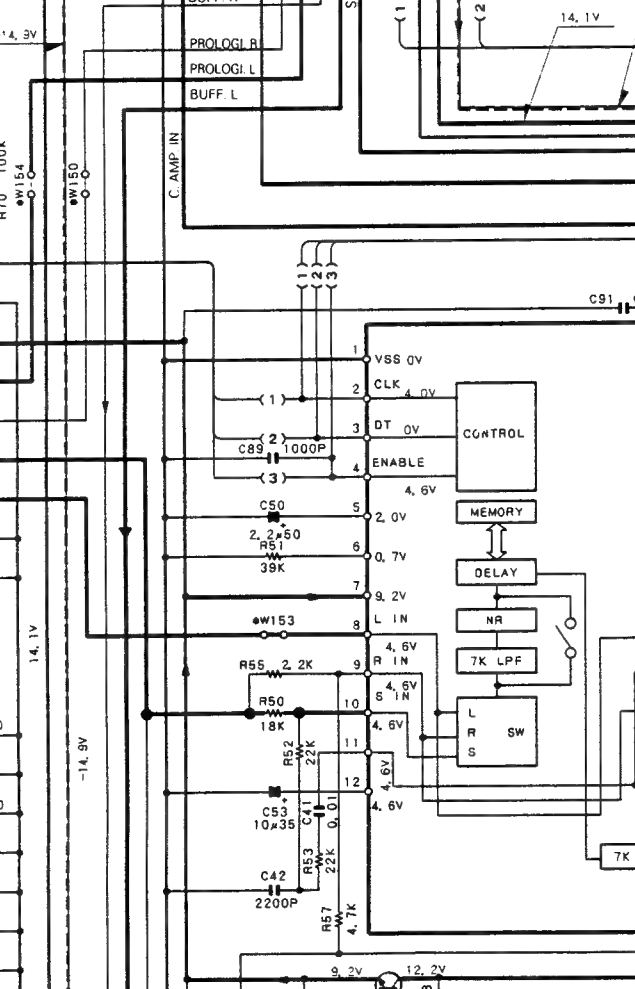 14.9V
PROLOGI.R
PROLOGI.L
BUFF.L
C.AMP IN
R70 100K
●W154
●W150
1
2
14.1V
1
2
3
C91
1
VSS 0V
2
CLK
4.0V
(1)
3
DT
0V
CONTROL
(2)
C89
1000P
4
ENABLE
(3)
4.6V
C50
5
2.0V
MEMORY
2.2μ50
R51
6
0.7V
39K
DELAY
7
9.2V
●W153
8
L IN
NR
4.6V
14.1V
R55
2.2K
9
R IN
7K LPF
4.6V
S IN
R50
10
18K
4.6V
L
R
S
SW
R52
22K
11
4.6V
-14.9V
12
4.6V
C53
10μ35
C41
0.01
R53
22K
7K
C42
2200P
R57
4.7K
9.2V
12.2V